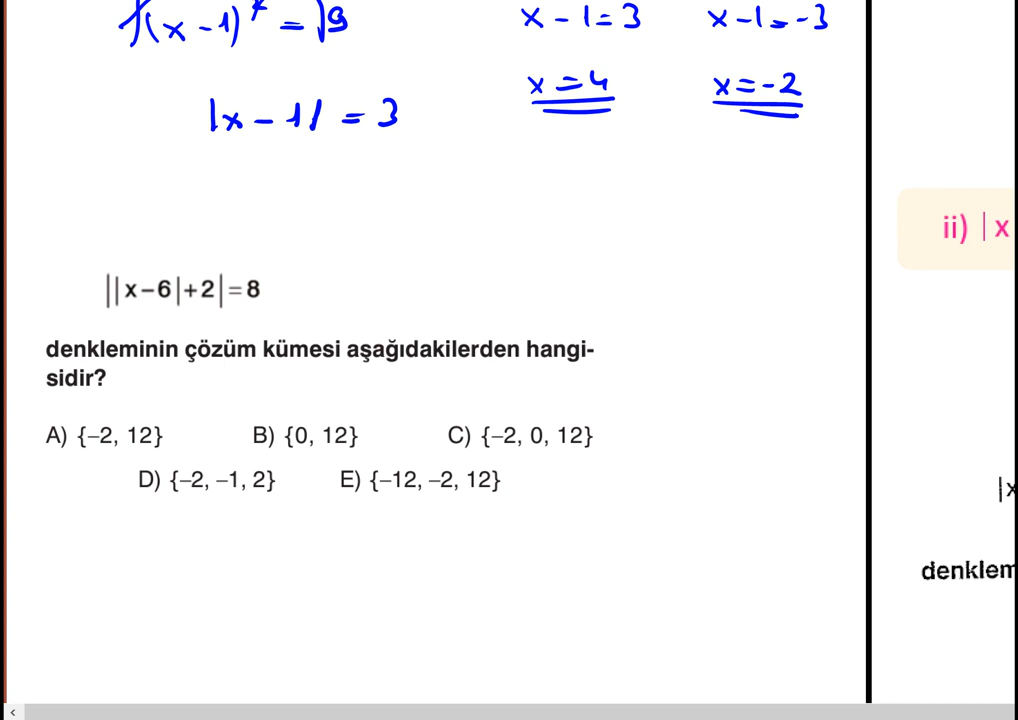 √(x-1)² = √9
x-1=3 x-1=-3
x=4 x=-2
|x-1| = 3
ii) |x
||x−6|+2|=8
denkleminin çözüm kümesi aşağıdakilerden hangi-
sidir?
A) {−2, 12} B) {0, 12} C) {−2, 0, 12}
D) {−2, −1, 2} E) {−12, −2, 12}
|x
denklem